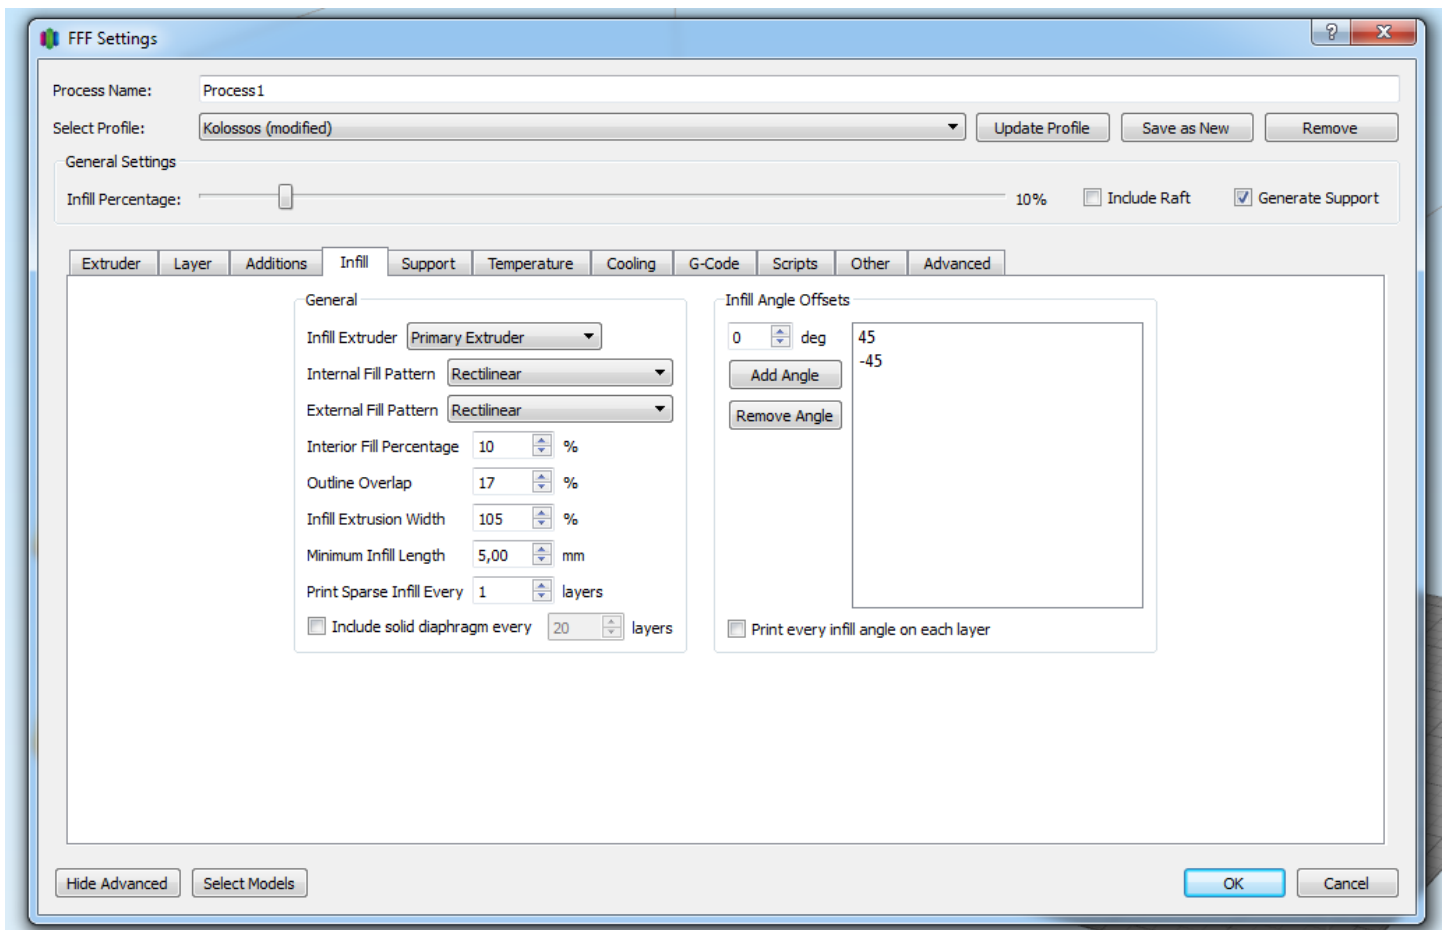 FFF Settings
?
X
Process Name: Process1
Select Profile: Kolossos (modified) Update Profile Save as New Remove
General Settings
Infill Percentage: 10% Include Raft Generate Support
Extruder Layer Additions Infill Support Temperature Cooling G-Code Scripts Other Advanced
General
Infill Extruder Primary Extruder
Internal Fill Pattern Rectilinear
External Fill Pattern Rectilinear
Interior Fill Percentage 10 %
Outline Overlap 17 %
Infill Extrusion Width 105 %
Minimum Infill Length 5,00 mm
Print Sparse Infill Every 1 layers
Include solid diaphragm every 20 layers
Infill Angle Offsets
0 deg
Add Angle
Remove Angle
45
-45
Print every infill angle on each layer
Hide Advanced Select Models OK Cancel